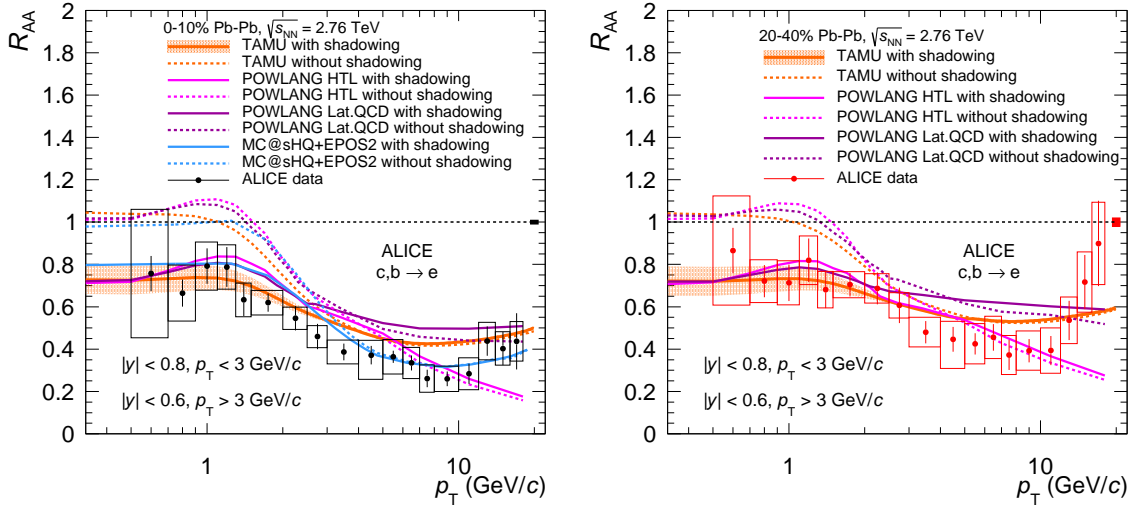 R_AA
2
1.8
1.6
1.4
1.2
1
0.8
0.6
0.4
0.2
0
0-10% Pb-Pb, √s_NN = 2.76 TeV
TAMU with shadowing
TAMU without shadowing
POWLANG HTL with shadowing
POWLANG HTL without shadowing
POWLANG Lat.QCD with shadowing
POWLANG Lat.QCD without shadowing
MC@sHQ+EPOS2 with shadowing
MC@sHQ+EPOS2 without shadowing
ALICE data
ALICE
c,b → e
|y| < 0.8, p_T < 3 GeV/c
|y| < 0.6, p_T > 3 GeV/c
1 10
p_T (GeV/c)
R_AA
2
1.8
1.6
1.4
1.2
1
0.8
0.6
0.4
0.2
0
20-40% Pb-Pb, √s_NN = 2.76 TeV
TAMU with shadowing
TAMU without shadowing
POWLANG HTL with shadowing
POWLANG HTL without shadowing
POWLANG Lat.QCD with shadowing
POWLANG Lat.QCD without shadowing
ALICE data
ALICE
c,b → e
|y| < 0.8, p_T < 3 GeV/c
|y| < 0.6, p_T > 3 GeV/c
1 10
p_T (GeV/c)